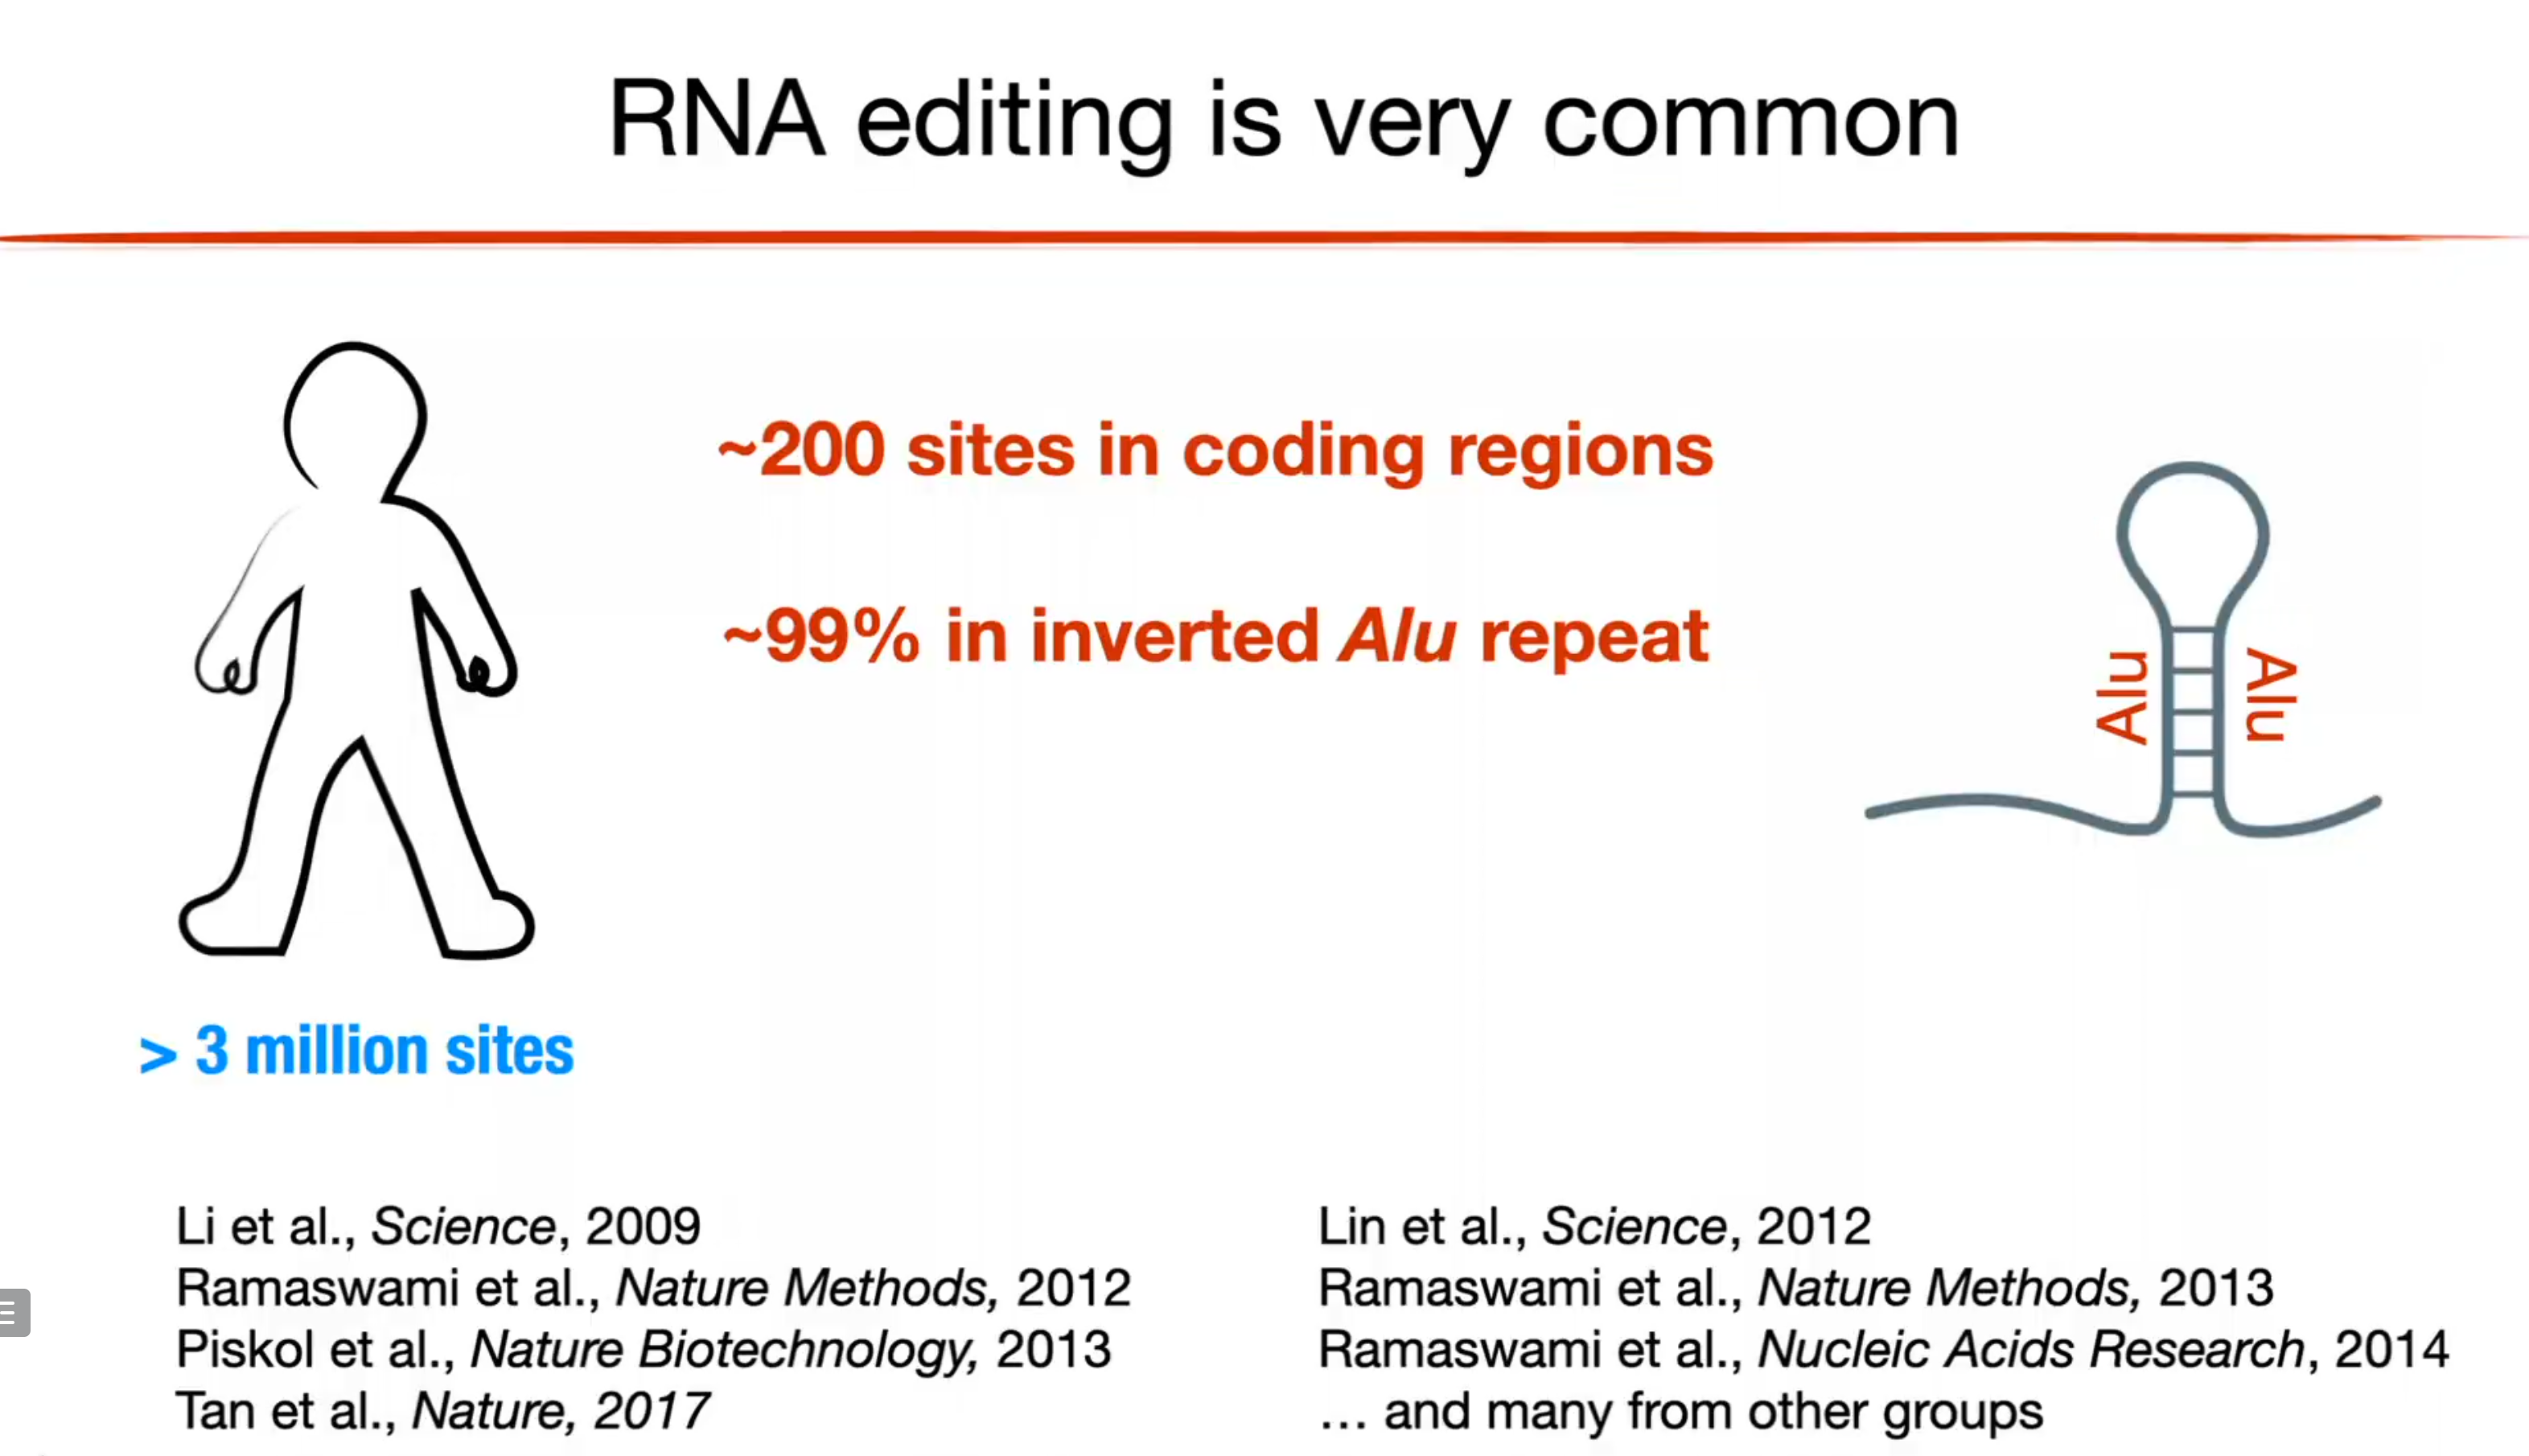 RNA editing is very common
~200 sites in coding regions
~99% in inverted Alu repeat
Alu
Alu
> 3 million sites
Li et al., Science, 2009
Ramaswami et al., Nature Methods, 2012
Piskol et al., Nature Biotechnology, 2013
Tan et al., Nature, 2017
Lin et al., Science, 2012
Ramaswami et al., Nature Methods, 2013
Ramaswami et al., Nucleic Acids Research, 2014
... and many from other groups